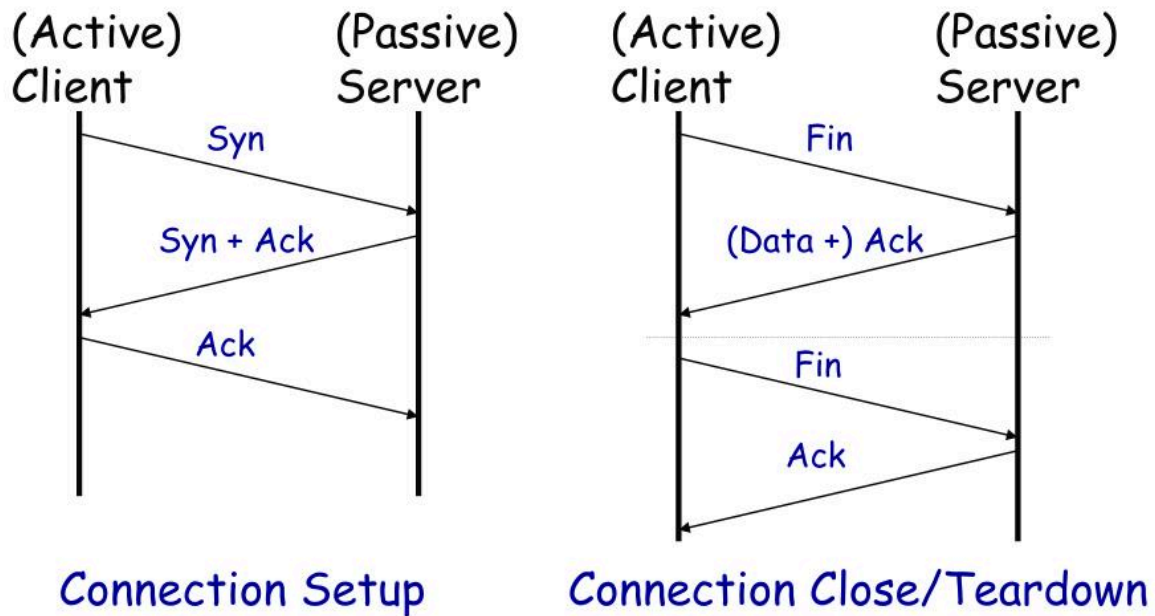 (Active)
Client
(Passive)
Server
Syn
Syn + Ack
Ack
Connection Setup
(Active)
Client
(Passive)
Server
Fin
(Data +) Ack
Fin
Ack
Connection Close/Teardown